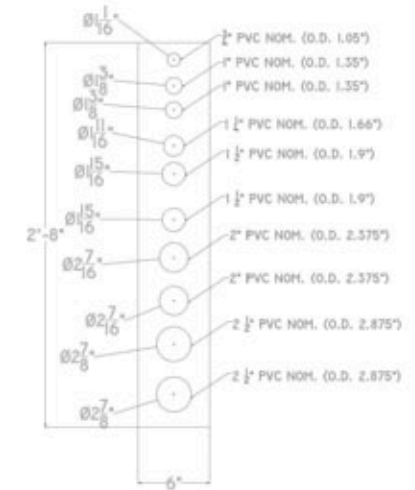 Ø1 1/16"
3/4" PVC NOM. (O.D. 1.05")
Ø1 3/8"
1" PVC NOM. (O.D. 1.35")
Ø1 3/8"
1" PVC NOM. (O.D. 1.35")
Ø1 11/16"
1 1/4" PVC NOM. (O.D. 1.66")
Ø1 15/16"
1 1/2" PVC NOM. (O.D. 1.9")
Ø1 15/16"
1 1/2" PVC NOM. (O.D. 1.9")
2'-8"
Ø2 7/16"
2" PVC NOM. (O.D. 2.375")
Ø2 7/16"
2" PVC NOM. (O.D. 2.375")
Ø2 7/8"
2 1/2" PVC NOM. (O.D. 2.875")
Ø2 7/8"
2 1/2" PVC NOM. (O.D. 2.875")
6"